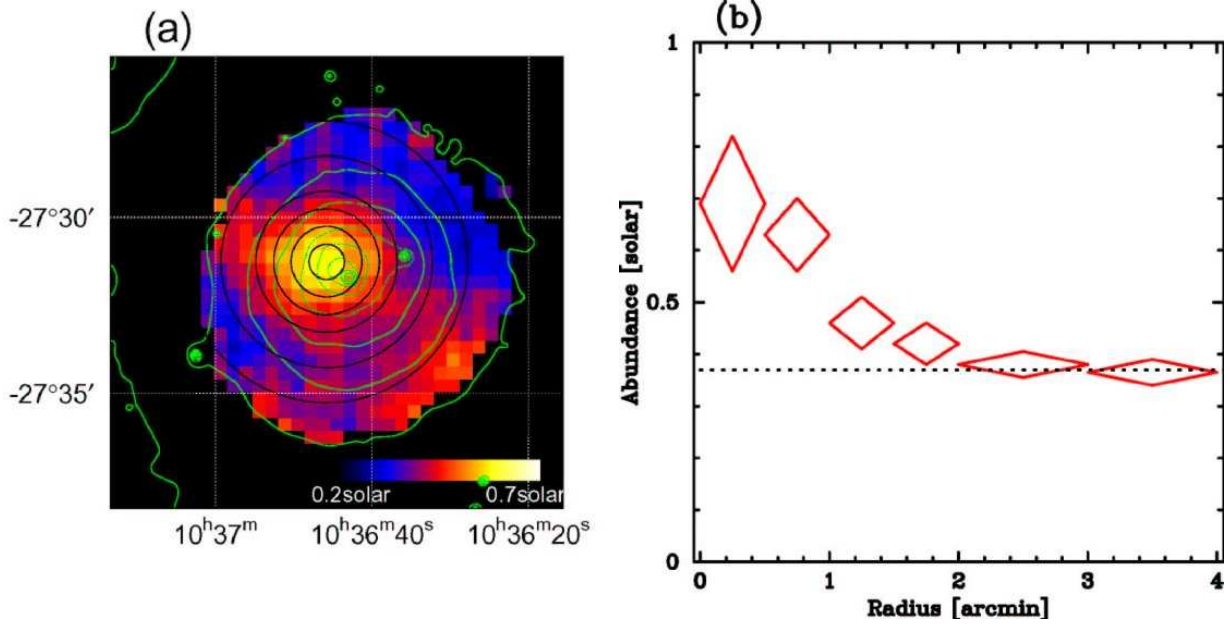 (a)
-27°30′
-27°35′
0.2solar 0.7solar
10ʰ37ᵐ 10ʰ36ᵐ40ˢ 10ʰ36ᵐ20ˢ
(b)
Abundance [solar]
1
0.5
0
0 1 2 3 4
Radius [arcmin]